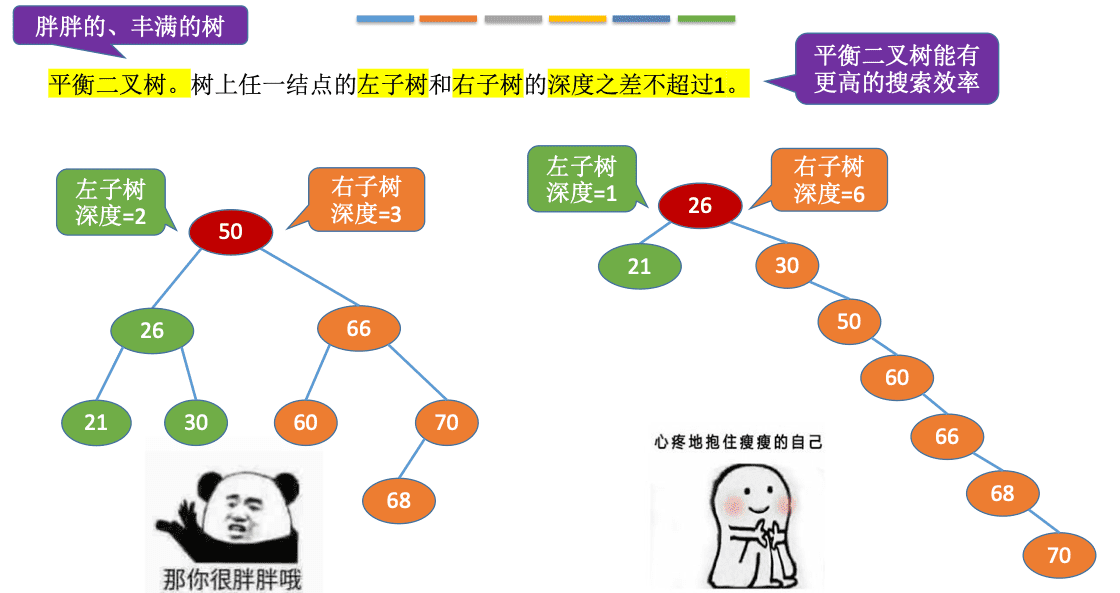 胖胖的、丰满的树
平衡二叉树。树上任一结点的左子树和右子树的深度之差不超过1。
平衡二叉树能有
更高的搜索效率
左子树
深度=2
右子树
深度=3
50
26
66
21
30
60
70
68
那你很胖胖哦
左子树
深度=1
右子树
深度=6
26
21
30
50
60
66
68
70
心疼地抱住瘦瘦的自己